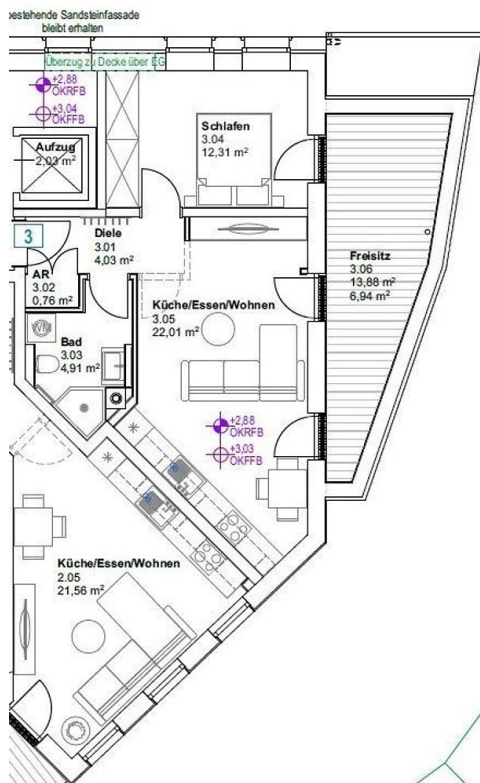 bestehende Sandsteinfassade
bleibt erhalten
Überzug zu Decke über EG
+2,88
OKRFB
+3,04
OKFFB
Aufzug
2,03 m²
Schlafen
3.04
12,31 m²
3
Diele
3.01
4,03 m²
AR
3.02
0,76 m²
Freisitz
3.06
13,88 m²
6,94 m²
Küche/Essen/Wohnen
3.05
22,01 m²
WM
Bad
3.03
4,91 m²
+2,88
OKRFB
+3,03
OKFFB
Küche/Essen/Wohnen
2.05
21,56 m²